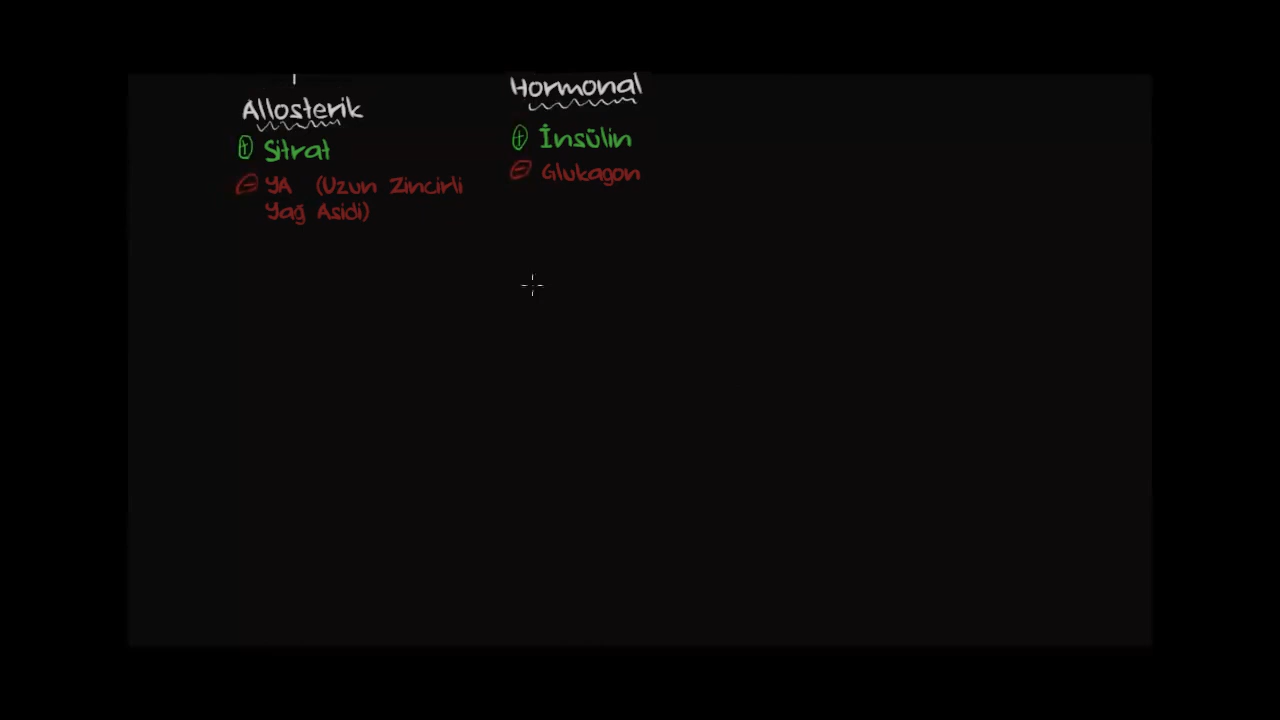 Allosterik
⊕ Sitrat
⊖ YA (Uzun Zincirli
Yağ Asidi)
Hormonal
⊕ İnsülin
⊖ Glukagon